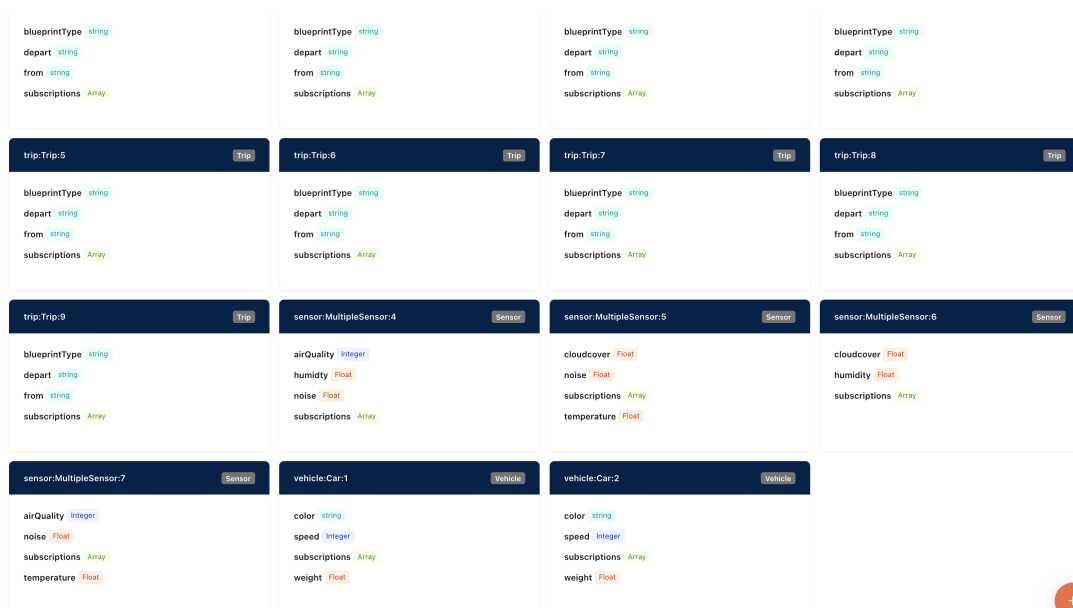 blueprintType string blueprintType string blueprintType string blueprintType string
depart string depart string depart string depart string
from string from string from string from string
subscriptions Array subscriptions Array subscriptions Array subscriptions Array
trip:Trip:5 Trip trip:Trip:6 Trip trip:Trip:7 Trip trip:Trip:8 Trip
blueprintType string blueprintType string blueprintType string blueprintType string
depart string depart string depart string depart string
from string from string from string from string
subscriptions Array subscriptions Array subscriptions Array subscriptions Array
trip:Trip:9 Trip sensor:MultipleSensor:4 Sensor sensor:MultipleSensor:5 Sensor sensor:MultipleSensor:6 Sensor
blueprintType string airQuality Integer cloudcover Float cloudcover Float
depart string humidty Float noise Float humidity Float
from string noise Float subscriptions Array subscriptions Array
subscriptions Array subscriptions Array temperature Float
sensor:MultipleSensor:7 Sensor vehicle:Car:1 Vehicle vehicle:Car:2 Vehicle
airQuality Integer color string color string
noise Float speed Integer speed Integer
subscriptions Array subscriptions Array subscriptions Array
temperature Float weight Float weight Float